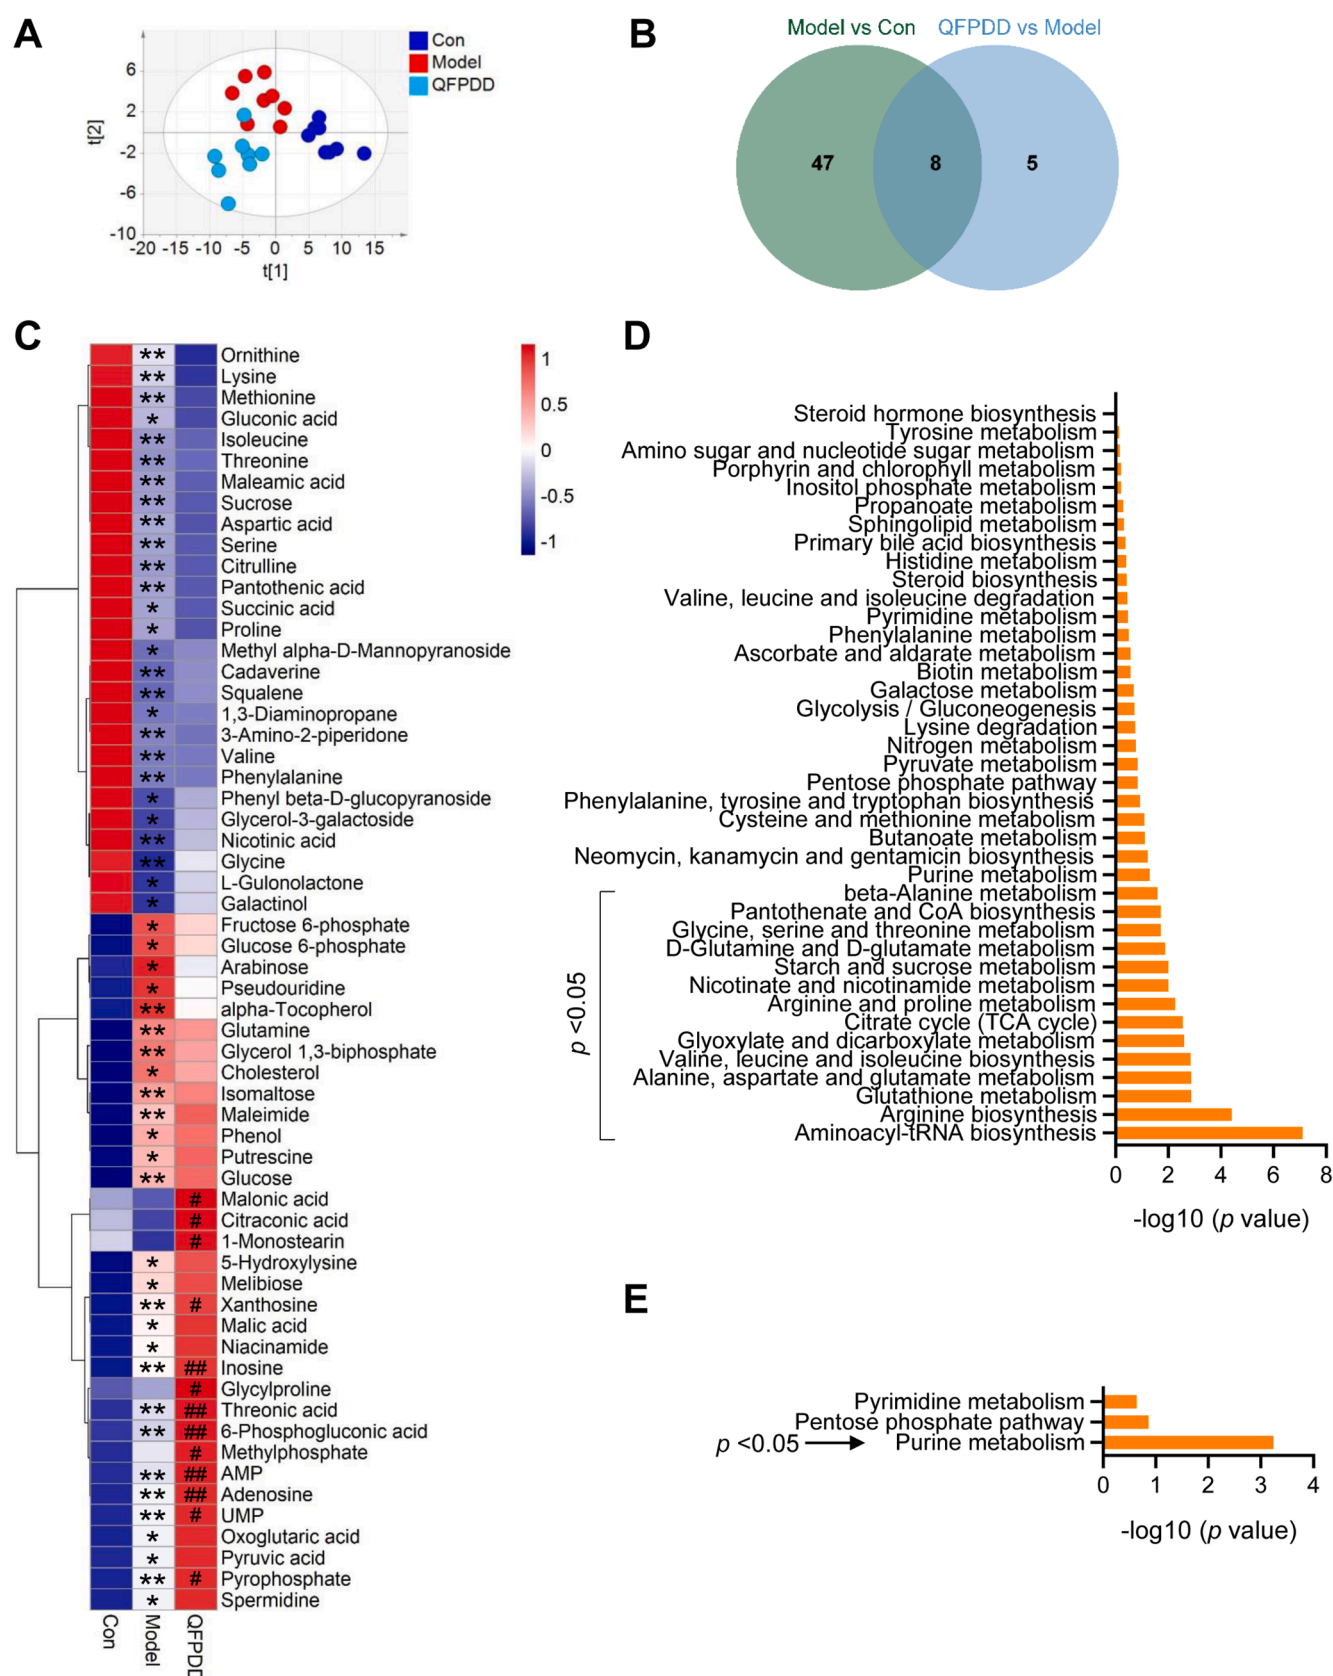 A
Con
Model
QFPDD
6
2
-2
-6
-10
t[2]
-20 -15 -10 -5 0 5 10 15
t[1]
B
Model vs Con QFPDD vs Model
47 8 5
C
1
0.5
0
-0.5
-1
** Ornithine
** Lysine
** Methionine
* Gluconic acid
** Isoleucine
** Threonine
** Maleamic acid
** Sucrose
** Aspartic acid
** Serine
** Citrulline
** Pantothenic acid
* Succinic acid
* Proline
* Methyl alpha-D-Mannopyranoside
** Cadaverine
** Squalene
* 1,3-Diaminopropane
** 3-Amino-2-piperidone
** Valine
** Phenylalanine
* Phenyl beta-D-glucopyranoside
* Glycerol-3-galactoside
** Nicotinic acid
** Glycine
* L-Gulonolactone
* Galactinol
* Fructose 6-phosphate
* Glucose 6-phosphate
* Arabinose
* Pseudouridine
** alpha-Tocopherol
** Glutamine
** Glycerol 1,3-biphosphate
* Cholesterol
** Isomaltose
** Maleimide
* Phenol
* Putrescine
** Glucose
# Malonic acid
# Citraconic acid
# 1-Monostearin
* 5-Hydroxylysine
* Melibiose
** # Xanthosine
* Malic acid
* Niacinamide
** ## Inosine
# Glycylproline
** ## Threonic acid
** ## 6-Phosphogluconic acid
# Methylphosphate
** ## AMP
** ## Adenosine
** # UMP
* Oxoglutaric acid
* Pyruvic acid
** # Pyrophosphate
* Spermidine
Con
Model
D
Steroid hormone biosynthesis
Tyrosine metabolism
Amino sugar and nucleotide sugar metabolism
Porphyrin and chlorophyll metabolism
Inositol phosphate metabolism
Propanoate metabolism
Sphingolipid metabolism
Primary bile acid biosynthesis
Histidine metabolism
Steroid biosynthesis
Valine, leucine and isoleucine degradation
Pyrimidine metabolism
Phenylalanine metabolism
Ascorbate and aldarate metabolism
Biotin metabolism
Galactose metabolism
Glycolysis / Gluconeogenesis
Lysine degradation
Nitrogen metabolism
Pyruvate metabolism
Pentose phosphate pathway
Phenylalanine, tyrosine and tryptophan biosynthesis
Cysteine and methionine metabolism
Butanoate metabolism
Neomycin, kanamycin and gentamicin biosynthesis
Purine metabolism
beta-Alanine metabolism
Pantothenate and CoA biosynthesis
Glycine, serine and threonine metabolism
D-Glutamine and D-glutamate metabolism
Starch and sucrose metabolism
Nicotinate and nicotinamide metabolism
Arginine and proline metabolism
Citrate cycle (TCA cycle)
Glyoxylate and dicarboxylate metabolism
Valine, leucine and isoleucine biosynthesis
Alanine, aspartate and glutamate metabolism
Glutathione metabolism
Arginine biosynthesis
Aminoacyl-tRNA biosynthesis
p <0.05
0 2 4 6 8
-log10 (p value)
E
Pyrimidine metabolism
Pentose phosphate pathway
p <0.05 Purine metabolism
0 1 2 3 4
-log10 (p value)